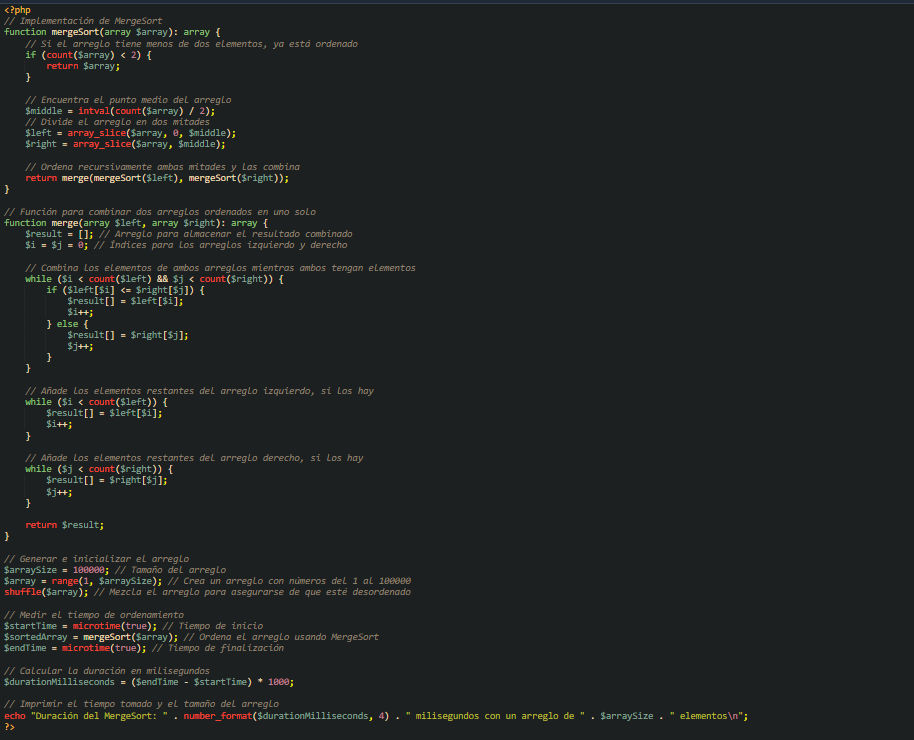 <?php
// Implementación de MergeSort
function mergeSort(array $array): array {
    // Si el arreglo tiene menos de dos elementos, ya está ordenado
    if (count($array) < 2) {
        return $array;
    }

    // Encuentra el punto medio del arreglo
    $middle = intval(count($array) / 2);
    // Divide el arreglo en dos mitades
    $left = array_slice($array, 0, $middle);
    $right = array_slice($array, $middle);

    // Ordena recursivamente ambas mitades y las combina
    return merge(mergeSort($left), mergeSort($right));
}

// Función para combinar dos arreglos ordenados en uno solo
function merge(array $left, array $right): array {
    $result = []; // Arreglo para almacenar el resultado combinado
    $i = $j = 0; // Índices para los arreglos izquierdo y derecho

    // Combina los elementos de ambos arreglos mientras ambos tengan elementos
    while ($i < count($left) && $j < count($right)) {
        if ($left[$i] <= $right[$j]) {
            $result[] = $left[$i];
            $i++;
        } else {
            $result[] = $right[$j];
            $j++;
        }
    }

    // Añade los elementos restantes del arreglo izquierdo, si los hay
    while ($i < count($left)) {
        $result[] = $left[$i];
        $i++;
    }

    // Añade los elementos restantes del arreglo derecho, si los hay
    while ($j < count($right)) {
        $result[] = $right[$j];
        $j++;
    }

    return $result;
}

// Generar e inicializar el arreglo
$arraySize = 100000; // Tamaño del arreglo
$array = range(1, $arraySize); // Crea un arreglo con números del 1 al 100000
shuffle($array); // Mezcla el arreglo para asegurarse de que esté desordenado

// Medir el tiempo de ordenamiento
$startTime = microtime(true); // Tiempo de inicio
$sortedArray = mergeSort($array); // Ordena el arreglo usando MergeSort
$endTime = microtime(true); // Tiempo de finalización

// Calcular la duración en milisegundos
$durationMilliseconds = ($endTime - $startTime) * 1000;

// Imprimir el tiempo tomado y el tamaño del arreglo
echo "Duración del MergeSort: " . number_format($durationMilliseconds, 4) . " milisegundos con un arreglo de " . $arraySize . " elementos\n";
?>